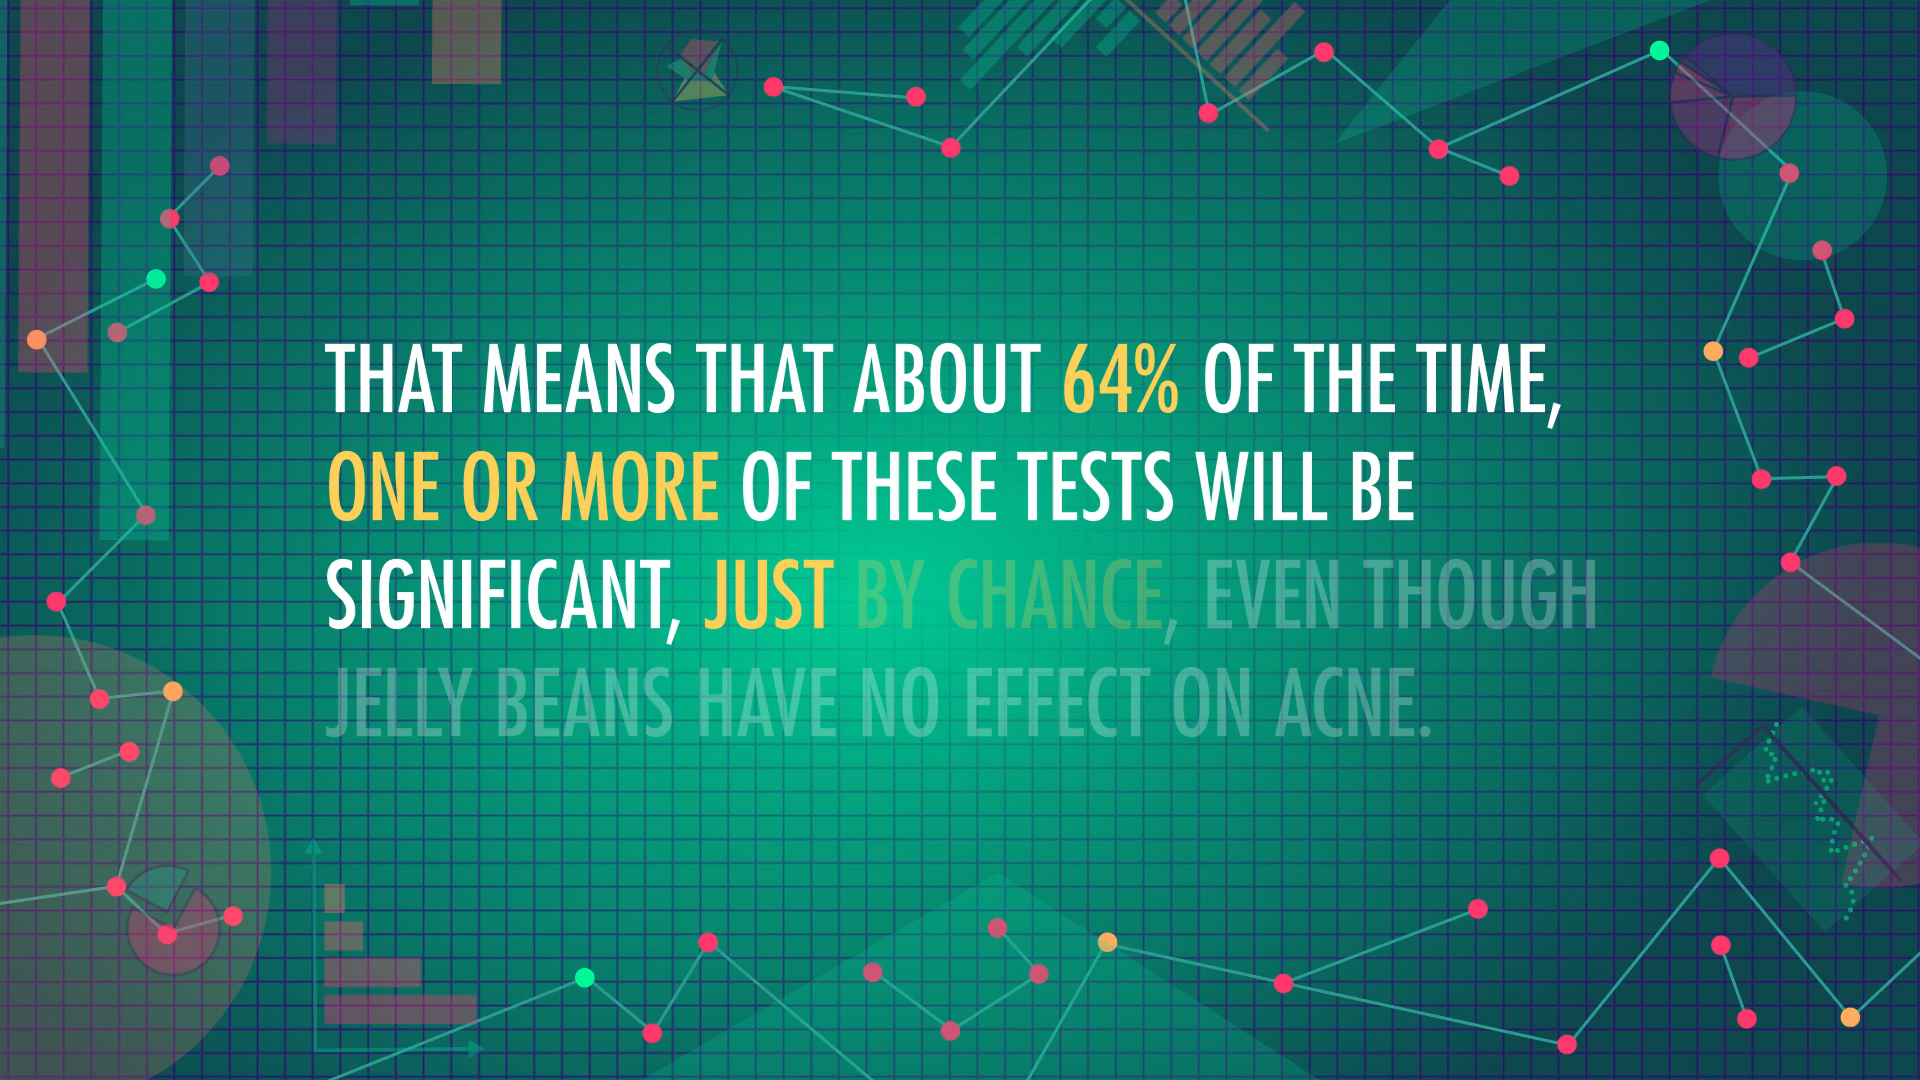 THAT MEANS THAT ABOUT 64% OF THE TIME,
ONE OR MORE OF THESE TESTS WILL BE
SIGNIFICANT, JUST BY CHANCE, EVEN THOUGH
JELLY BEANS HAVE NO EFFECT ON ACNE.